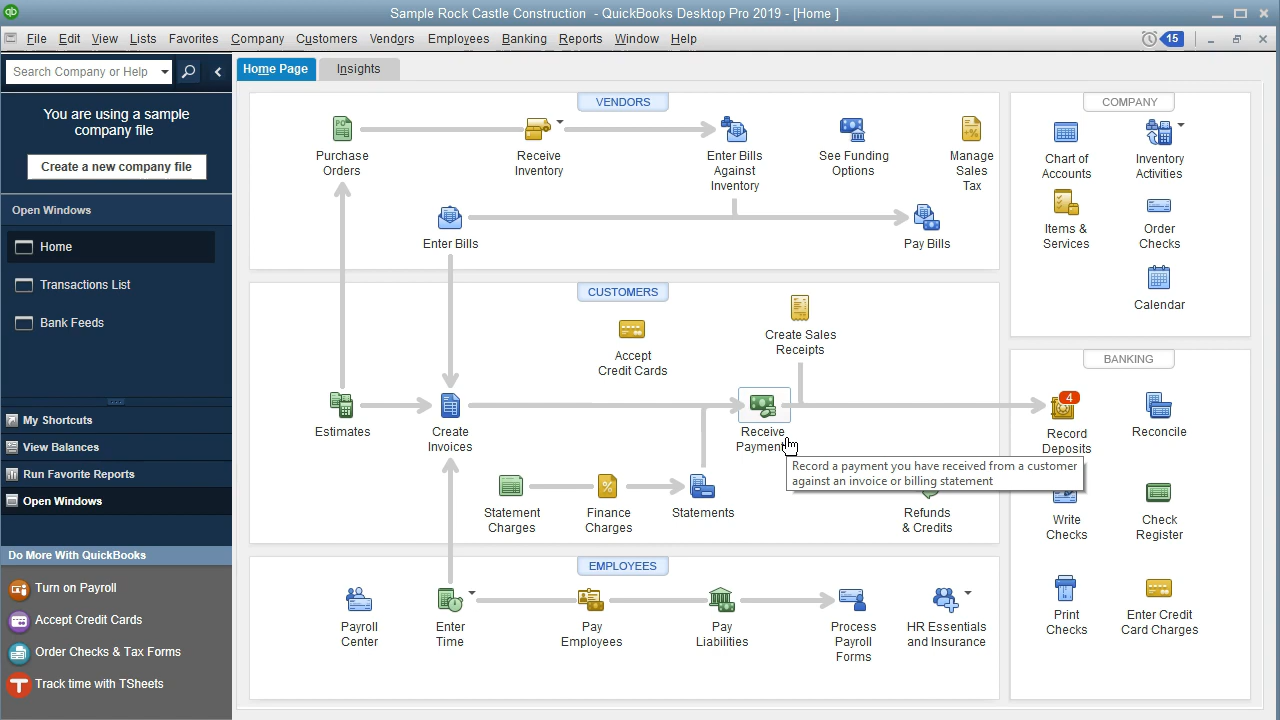 qb
Sample Rock Castle Construction - QuickBooks Desktop Pro 2019 - [Home ]
File Edit View Lists Favorites Company Customers Vendors Employees Banking Reports Window Help
15
Search Company or Help
Home Page
Insights
You are using a sample
company file
Create a new company file
Open Windows
Home
Transactions List
Bank Feeds
My Shortcuts
View Balances
Run Favorite Reports
Open Windows
Do More With QuickBooks
Turn on Payroll
Accept Credit Cards
Order Checks & Tax Forms
Track time with TSheets
VENDORS
PO
Purchase
Orders
Receive
Inventory
Enter Bills
Against
Inventory
See Funding
Options
%
Manage
Sales
Tax
Enter Bills
Pay Bills
CUSTOMERS
Accept
Credit Cards
Create Sales
Receipts
Estimates
Create
Invoices
Receive
Payment
Record a payment you have received from a customer
against an invoice or billing statement
Statement
Charges
%
Finance
Charges
Statements
Refunds
& Credits
EMPLOYEES
Payroll
Center
Enter
Time
Pay
Employees
Pay
Liabilities
Process
Payroll
Forms
HR Essentials
and Insurance
COMPANY
Chart of
Accounts
Inventory
Activities
Items &
Services
Order
Checks
Calendar
BANKING
4
Record
Deposits
Reconcile
Write
Checks
Check
Register
Print
Checks
Enter Credit
Card Charges